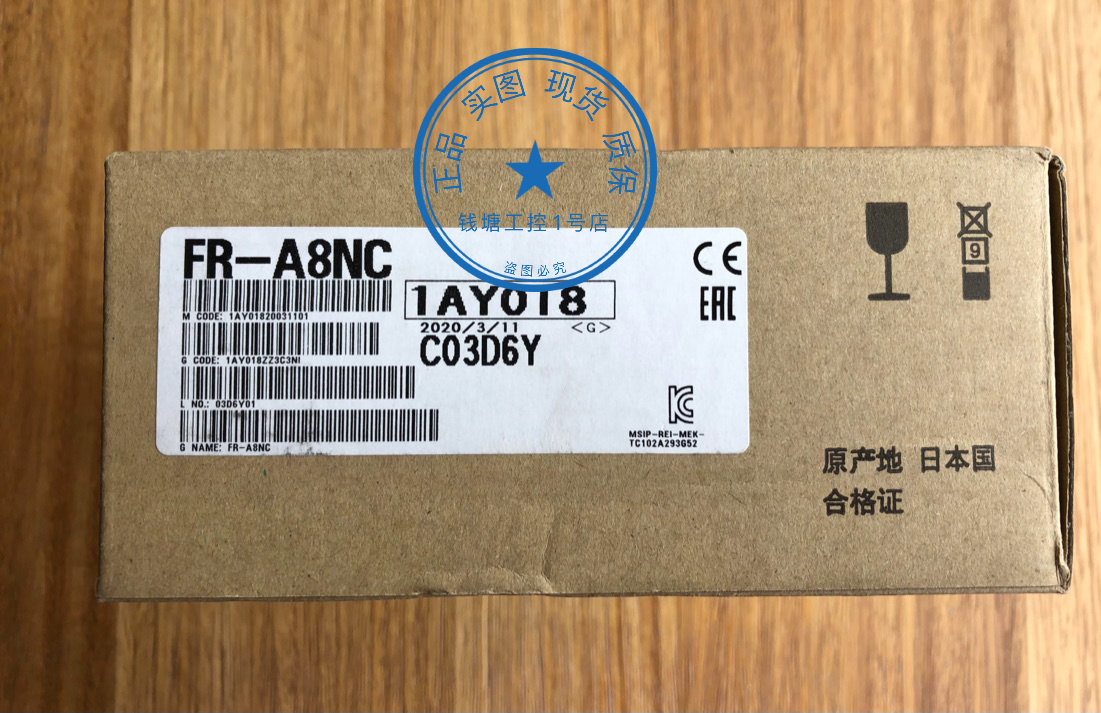 正品 实图 现货 质保
钱塘工控1号店
盗图必究
FR-A8NC
M CODE: 1AY01820031101
1AY018
2020/3/11 <G>
C03D6Y
G CODE: 1AY018ZZ3C3NI
L NO.: 03D6Y01
G NAME: FR-A8NC
CE
EAC
MSIP-REI-MEK-
TC102A293G52
9
原产地 日本国
合格证